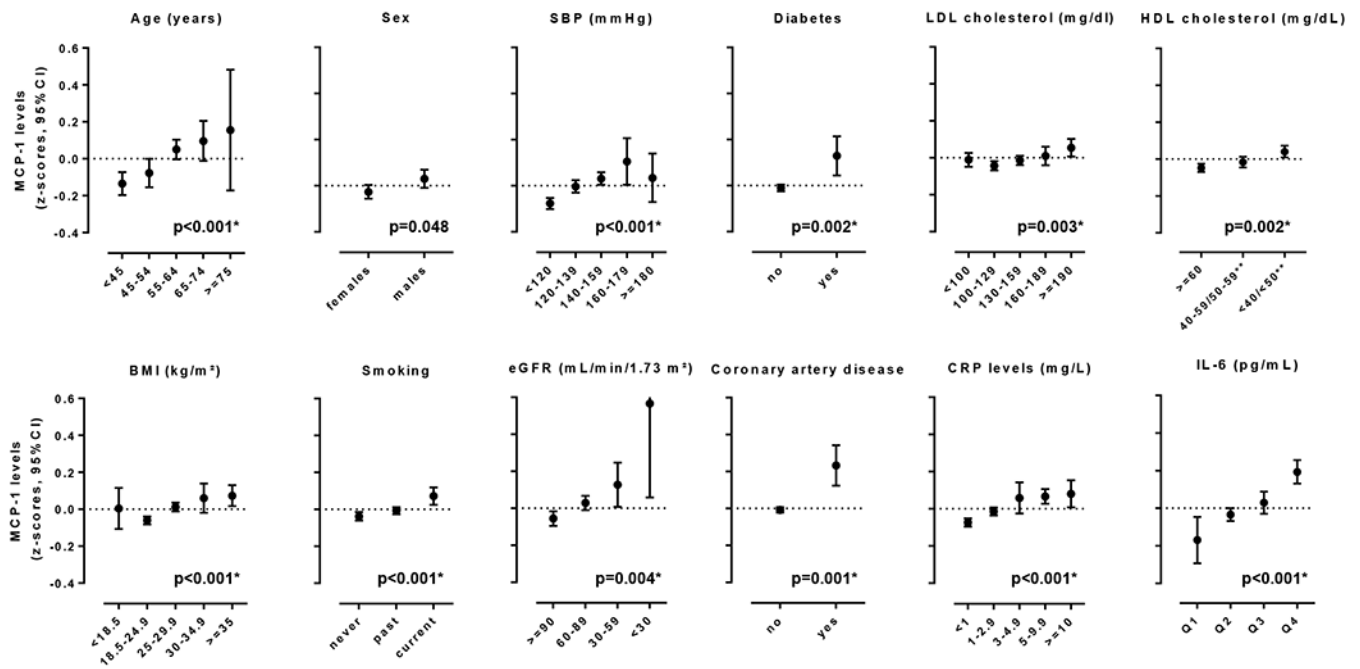 Age (years)
Sex
SBP (mmHg)
Diabetes
LDL cholesterol (mg/dl)
HDL cholesterol (mg/dL)
MCP-1 levels
(z-scores, 95% CI)
0.6
0.4
0.2
0.0
-0.2
-0.4
p<0.001*
p=0.048
p<0.001*
p=0.002*
p=0.003*
p=0.002*
<45
45-54
55-64
65-74
>=75
females
males
<120
120-139
140-159
160-179
>=180
no
yes
<100
100-129
130-159
160-189
>=190
>=60
40-59/50-59**
<40/<50**
BMI (kg/m²)
Smoking
eGFR (mL/min/1.73 m²)
Coronary artery disease
CRP levels (mg/L)
IL-6 (pg/mL)
MCP-1 levels
(z-scores, 95%CI)
0.6
0.4
0.2
0.0
-0.2
-0.4
p<0.001*
p<0.001*
p=0.004*
p=0.001*
p<0.001*
p<0.001*
<18.5
18.5-24.9
25-29.9
30-34.9
>=35
never
past
current
>=90
60-89
30-59
<30
no
yes
<1
1-2.9
3-4.9
5-9.9
>=10
Q1
Q2
Q3
Q4